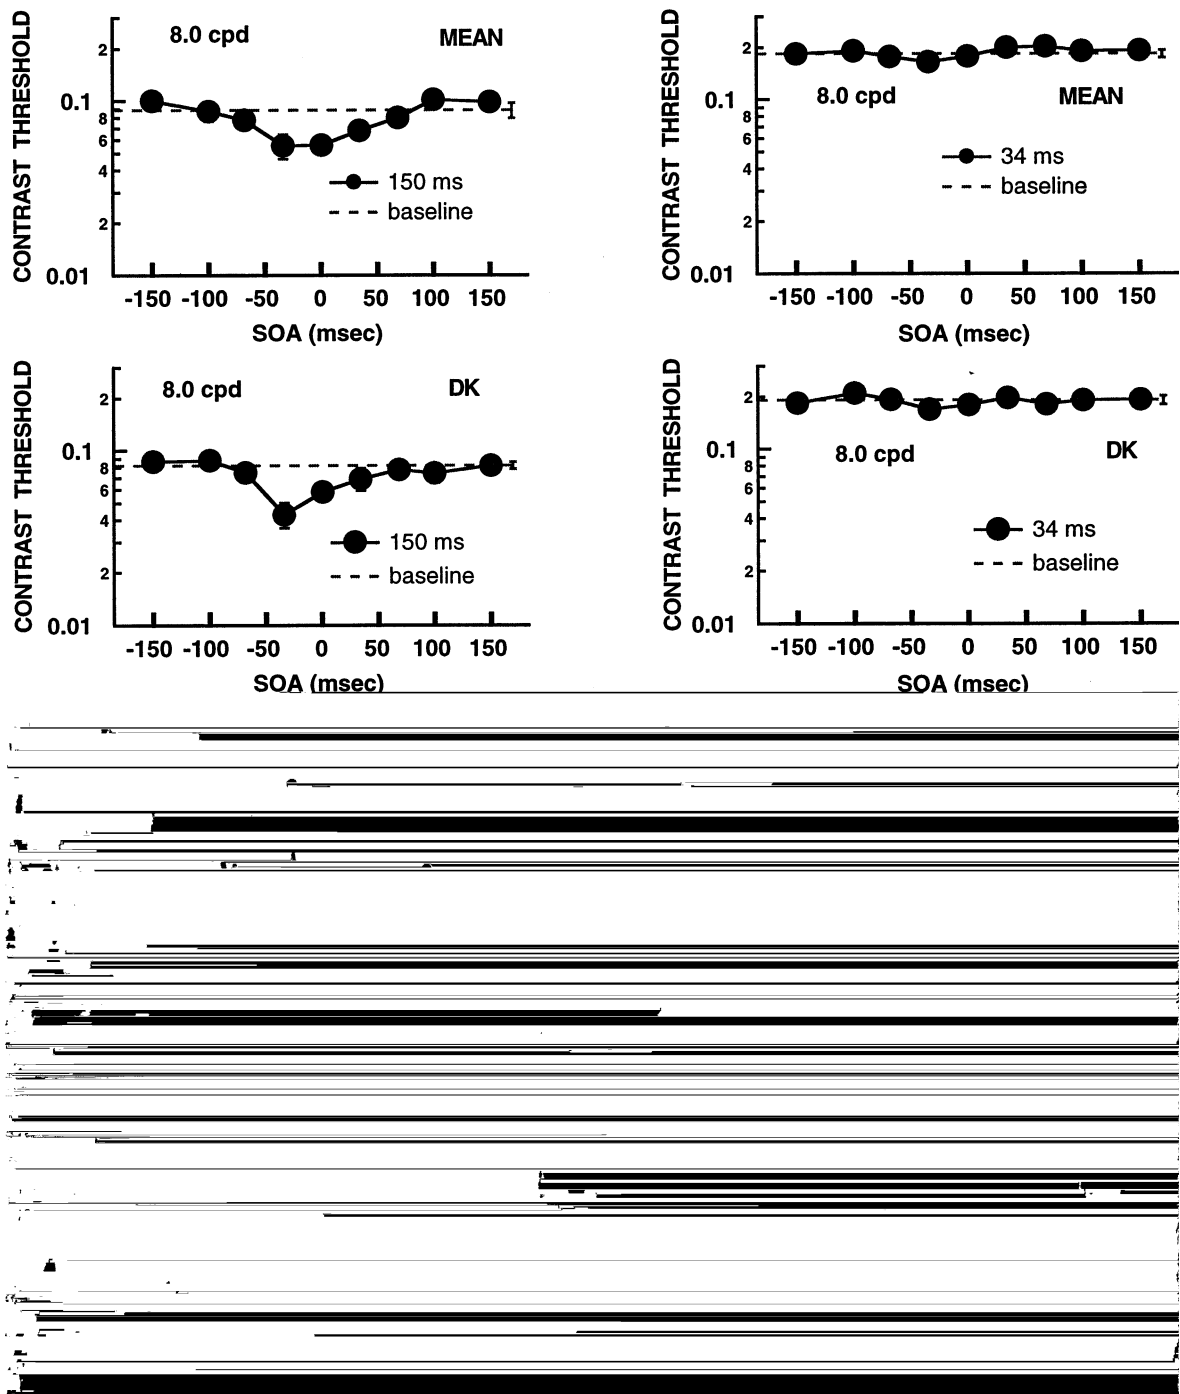 8.0 cpd
MEAN
CONTRAST THRESHOLD
2
0.1
8
6
4
2
0.01
150 ms
baseline
-150 -100 -50 0 50 100 150
SOA (msec)
8.0 cpd
MEAN
CONTRAST THRESHOLD
2
0.1
8
6
4
2
0.01
34 ms
baseline
-150 -100 -50 0 50 100 150
SOA (msec)
8.0 cpd
DK
CONTRAST THRESHOLD
2
0.1
8
6
4
2
0.01
150 ms
baseline
-150 -100 -50 0 50 100 150
SOA (msec)
8.0 cpd
DK
CONTRAST THRESHOLD
2
0.1
8
6
4
2
0.01
34 ms
baseline
-150 -100 -50 0 50 100 150
SOA (msec)